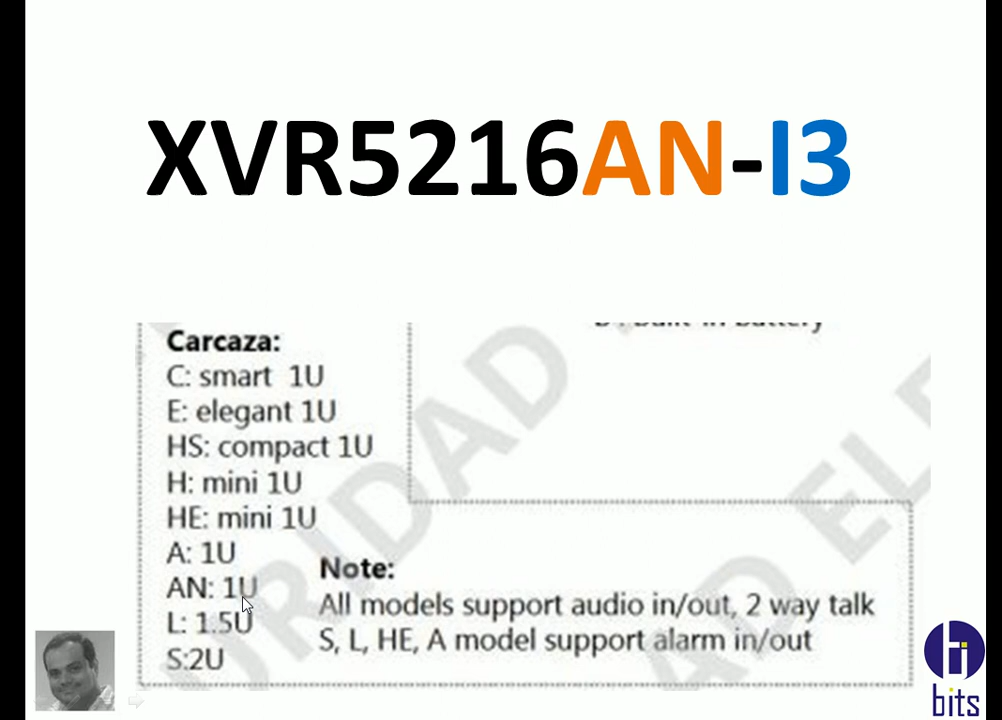 XVR5216AN-I3
Carcaza:
C: smart 1U
E: elegant 1U
HS: compact 1U
H: mini 1U
HE: mini 1U
A: 1U
AN: 1U
L: 1.5U
S:2U
Note:
All models support audio in/out, 2 way talk
S, L, HE, A model support alarm in/out
hi
bits